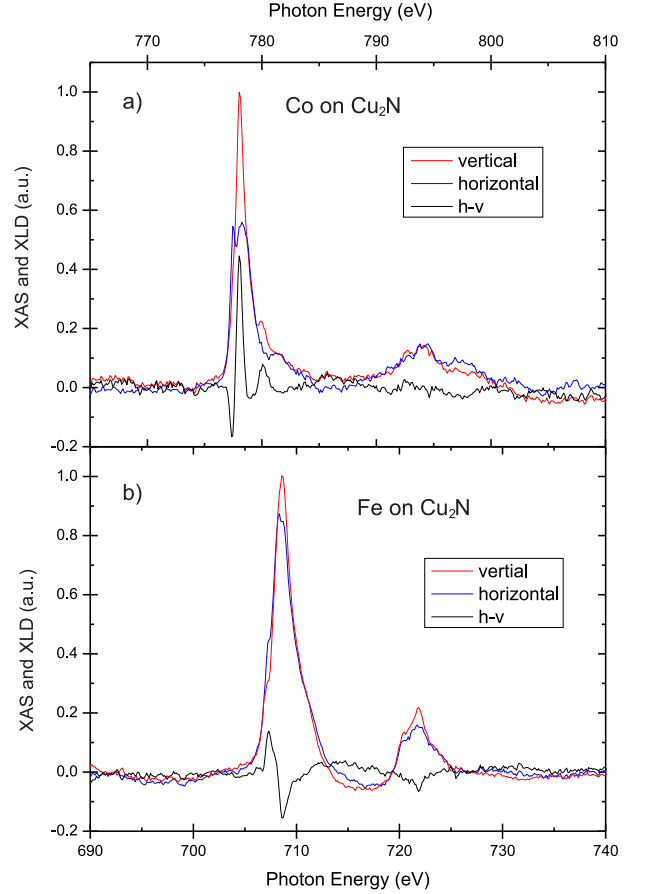 Photon Energy (eV)
770 780 790 800 810
a) Co on Cu₂N
1.0
0.8
0.6
0.4
0.2
0.0
-0.2
XAS and XLD (a.u.)
vertical
horizontal
h-v
b) Fe on Cu₂N
1.0
0.8
0.6
0.4
0.2
0.0
-0.2
XAS and XLD (a.u.)
vertial
horizontal
h-v
690 700 710 720 730 740
Photon Energy (eV)